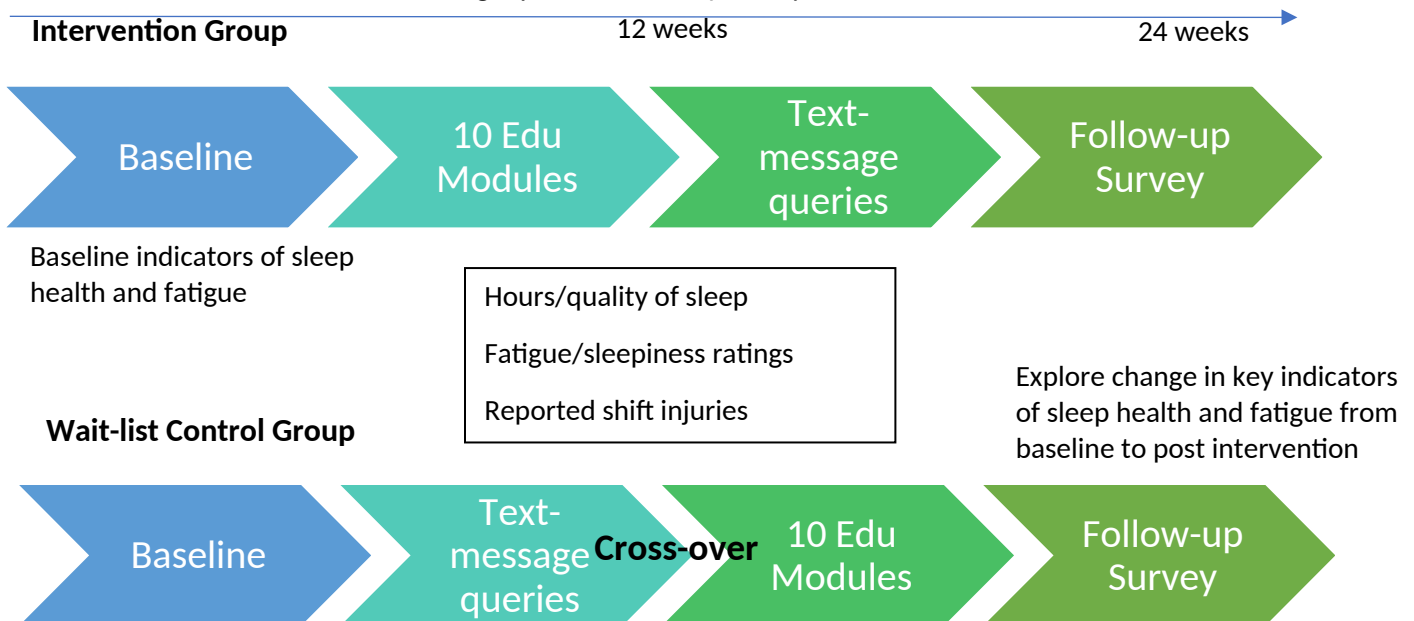 Intervention Group
12 weeks
24 weeks
Baseline
10 Edu
Modules
Text-
message
queries
Follow-up
Survey
Baseline indicators of sleep
health and fatigue
Hours/quality of sleep
Fatigue/sleepiness ratings
Reported shift injuries
Explore change in key indicators
of sleep health and fatigue from
baseline to post intervention
Wait-list Control Group
Baseline
Text-
message
queries
Cross-over
10 Edu
Modules
Follow-up
Survey